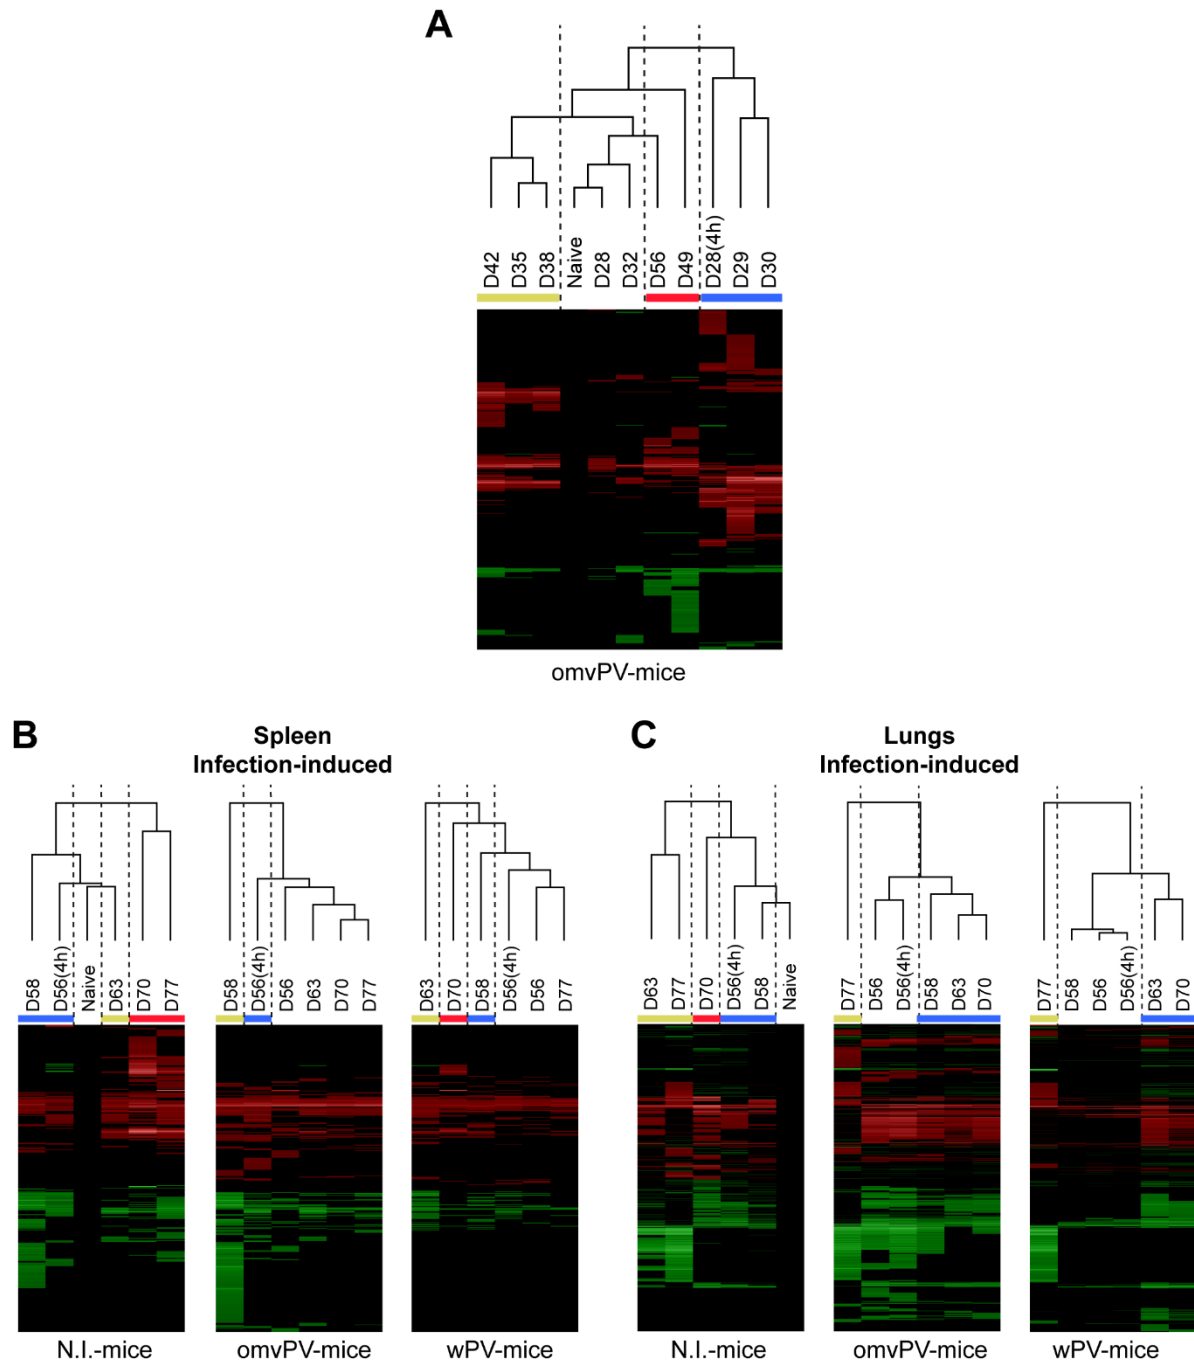 A
D42 D35 D38 Naive D28 D32 D56 D49 D28(4h) D29 D30
omvPV-mice
B
Spleen
Infection-induced
D58 D56(4h) Naive D63 D70 D77
D58 D56(4h) D56 D63 D70 D77
D63 D70 D58 D56(4h) D56 D77
N.I.-mice
omvPV-mice
wPV-mice
C
Lungs
Infection-induced
D63 D77 D70 D56(4h) D58 Naive
D77 D56 D56(4h) D58 D63 D70
D77 D58 D56 D56(4h) D63 D70
N.I.-mice
omvPV-mice
wPV-mice